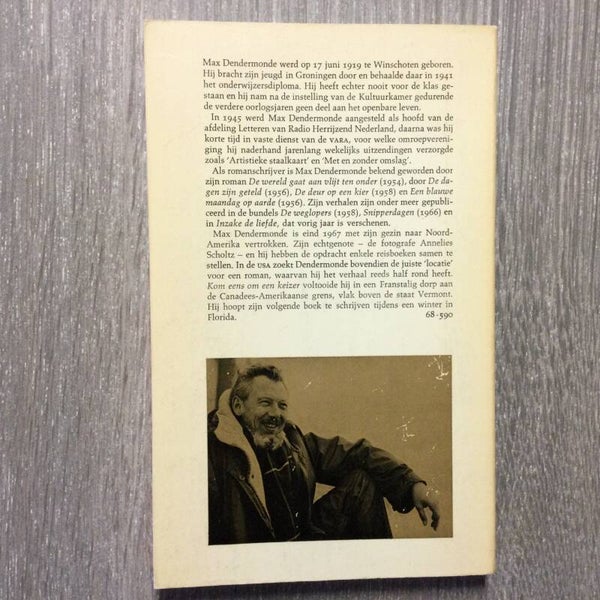 Max Dendermonde werd op 17 juni 1919 te Winschoten geboren.
Hij bracht zijn jeugd in Groningen door en behaalde daar in 1941
het onderwijzersdiploma. Hij heeft echter nooit voor de klas ge-
staan en hij nam na de instelling van de Kultuurkamer gedurende
de verdere oorlogsjaren geen deel aan het openbare leven.
In 1945 werd Max Dendermonde aangesteld als hoofd van de
afdeling Letteren van Radio Herrijzend Nederland, daarna was hij
korte tijd in vaste dienst van de VARA, voor welke omroepvereni-
ging hij naderhand jarenlang wekelijks uitzendingen verzorgde
zoals 'Artistieke staalkaart' en 'Met en zonder omslag'.
Als romanschrijver is Max Dendermonde bekend geworden door
zijn roman De wereld gaat aan vlijt ten onder (1954), door De da-
gen zijn geteld (1956), De deur op een kier (1958) en Een blauwe
maandag op aarde (1956). Zijn verhalen zijn onder meer gepubli-
ceerd in de bundels De weglopers (1958), Snipperdagen (1966) en
in Inzake de liefde, dat vorig jaar is verschenen.
Max Dendermonde is eind 1967 met zijn gezin naar Noord-
Amerika vertrokken. Zijn echtgenote – de fotografe Annelies
Scholtz – en hij hebben de opdracht enkele reisboeken samen te
stellen. In de USA zoekt Dendermonde bovendien de juiste 'locatie'
voor een roman, waarvan hij het verhaal reeds half rond heeft.
Kom eens om een keizer voltooide hij in een Franstalig dorp aan
de Canadees-Amerikaanse grens, vlak boven de staat Vermont.
Hij hoopt zijn volgende boek te schrijven tijdens een winter in
Florida. 68-590